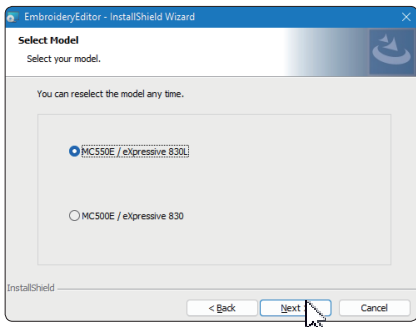 EmbroideryEditor - InstallShield Wizard
Select Model
Select your model.
You can reselect the model any time.
MC550E / eXpressive 830L
MC500E / eXpressive 830
InstallShield
< Back Next > Cancel